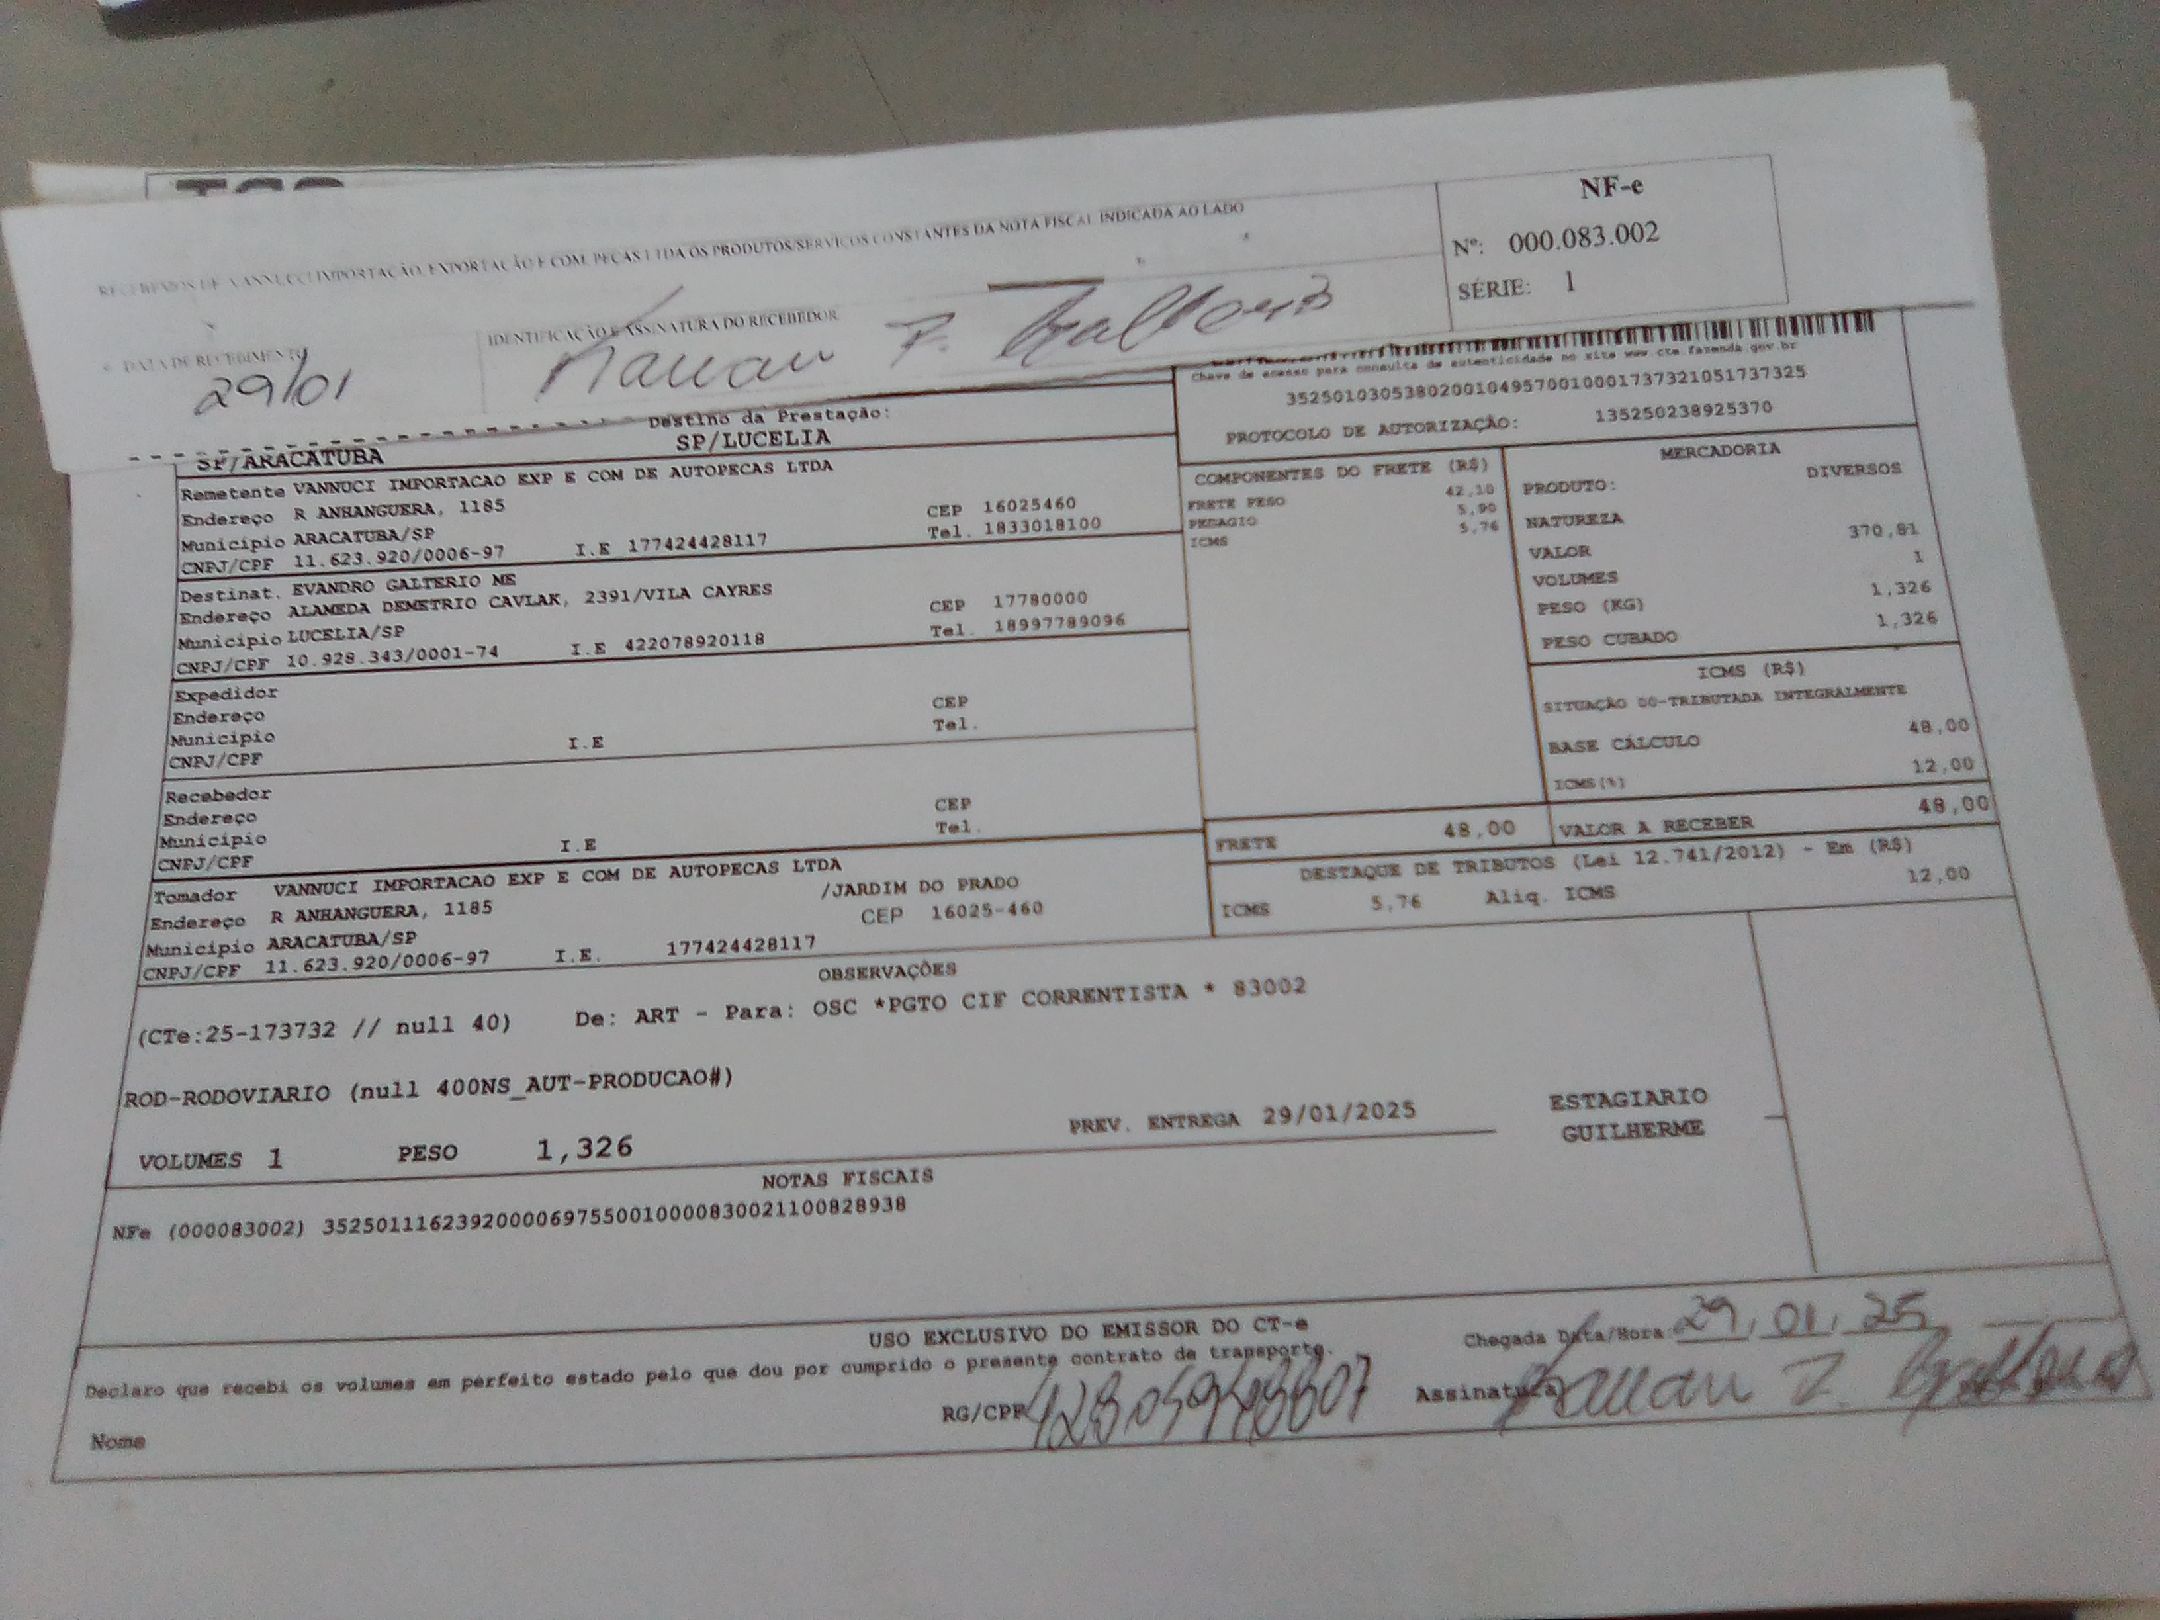 RECEBEMOS DE VANNUCI IMPORTAÇÃO, EXPORTAÇÃO E COM. PEÇAS LTDA OS PRODUTOS/SERVIÇOS CONSTANTES DA NOTA FISCAL INDICADA AO LADO
NF-e
Nº: 000.083.002
SÉRIE: 1
DATA DE RECEBIMENTO
IDENTIFICAÇÃO E ASSINATURA DO RECEBEDOR
29/01
Destino da Prestação:
SP/ARACATUBA SP/LUCELIA
Chave de acesso para consulta de autenticidade no site www.cte.fazenda.gov.br
35250103053802001049570010001737321051737325
PROTOCOLO DE AUTORIZAÇÃO: 135250238925370
Remetente VANNUCI IMPORTACAO EXP E COM DE AUTOPECAS LTDA
Endereço R ANHANGUERA, 1185 CEP 16025460
Município ARACATUBA/SP Tel. 1833018100
CNPJ/CPF 11.623.920/0006-97 I.E 177424428117
Destinat. EVANDRO GALTERIO ME
Endereço ALAMEDA DEMETRIO CAVLAK, 2391/VILA CAYRES CEP 17780000
Município LUCELIA/SP Tel. 18997789096
CNPJ/CPF 10.928.343/0001-74 I.E 422078920118
Expedidor
Endereço CEP
Município Tel.
CNPJ/CPF I.E
Recebedor
Endereço CEP
Município Tel.
CNPJ/CPF I.E
Tomador VANNUCI IMPORTACAO EXP E COM DE AUTOPECAS LTDA
Endereço R ANHANGUERA, 1185 /JARDIM DO PRADO
Município ARACATUBA/SP CEP 16025-460
CNPJ/CPF 11.623.920/0006-97 I.E. 177424428117
COMPONENTES DO FRETE (R$)
FRETE PESO 42,10
PEDAGIO 5,90
ICMS 5,76
MERCADORIA
PRODUTO: DIVERSOS
NATUREZA
VALOR 370,81
VOLUMES 1
PESO (KG) 1,326
PESO CUBADO 1,326
ICMS (R$)
SITUAÇÃO 00-TRIBUTADA INTEGRALMENTE
BASE CÁLCULO 48,00
ICMS(%) 12,00
FRETE 48,00 VALOR A RECEBER 48,00
DESTAQUE DE TRIBUTOS (Lei 12.741/2012) - Em (R$)
ICMS 5,76 Aliq. ICMS 12,00
OBSERVAÇÕES
(CTe:25-173732 // null 40) De: ART - Para: OSC *PGTO CIF CORRENTISTA * 83002
ROD-RODOVIARIO (null 400NS_AUT-PRODUCAO#)
VOLUMES 1 PESO 1,326 PREV. ENTREGA 29/01/2025
ESTAGIARIO
GUILHERME
NOTAS FISCAIS
NFe (000083002) 35250111623920000697550010000830021100828938
USO EXCLUSIVO DO EMISSOR DO CT-e
Declaro que recebi os volumes em perfeito estado pelo que dou por cumprido o presente contrato de transporte.
Chegada Data/Hora 29, 01, 25
Nome RG/CPF Assinatura